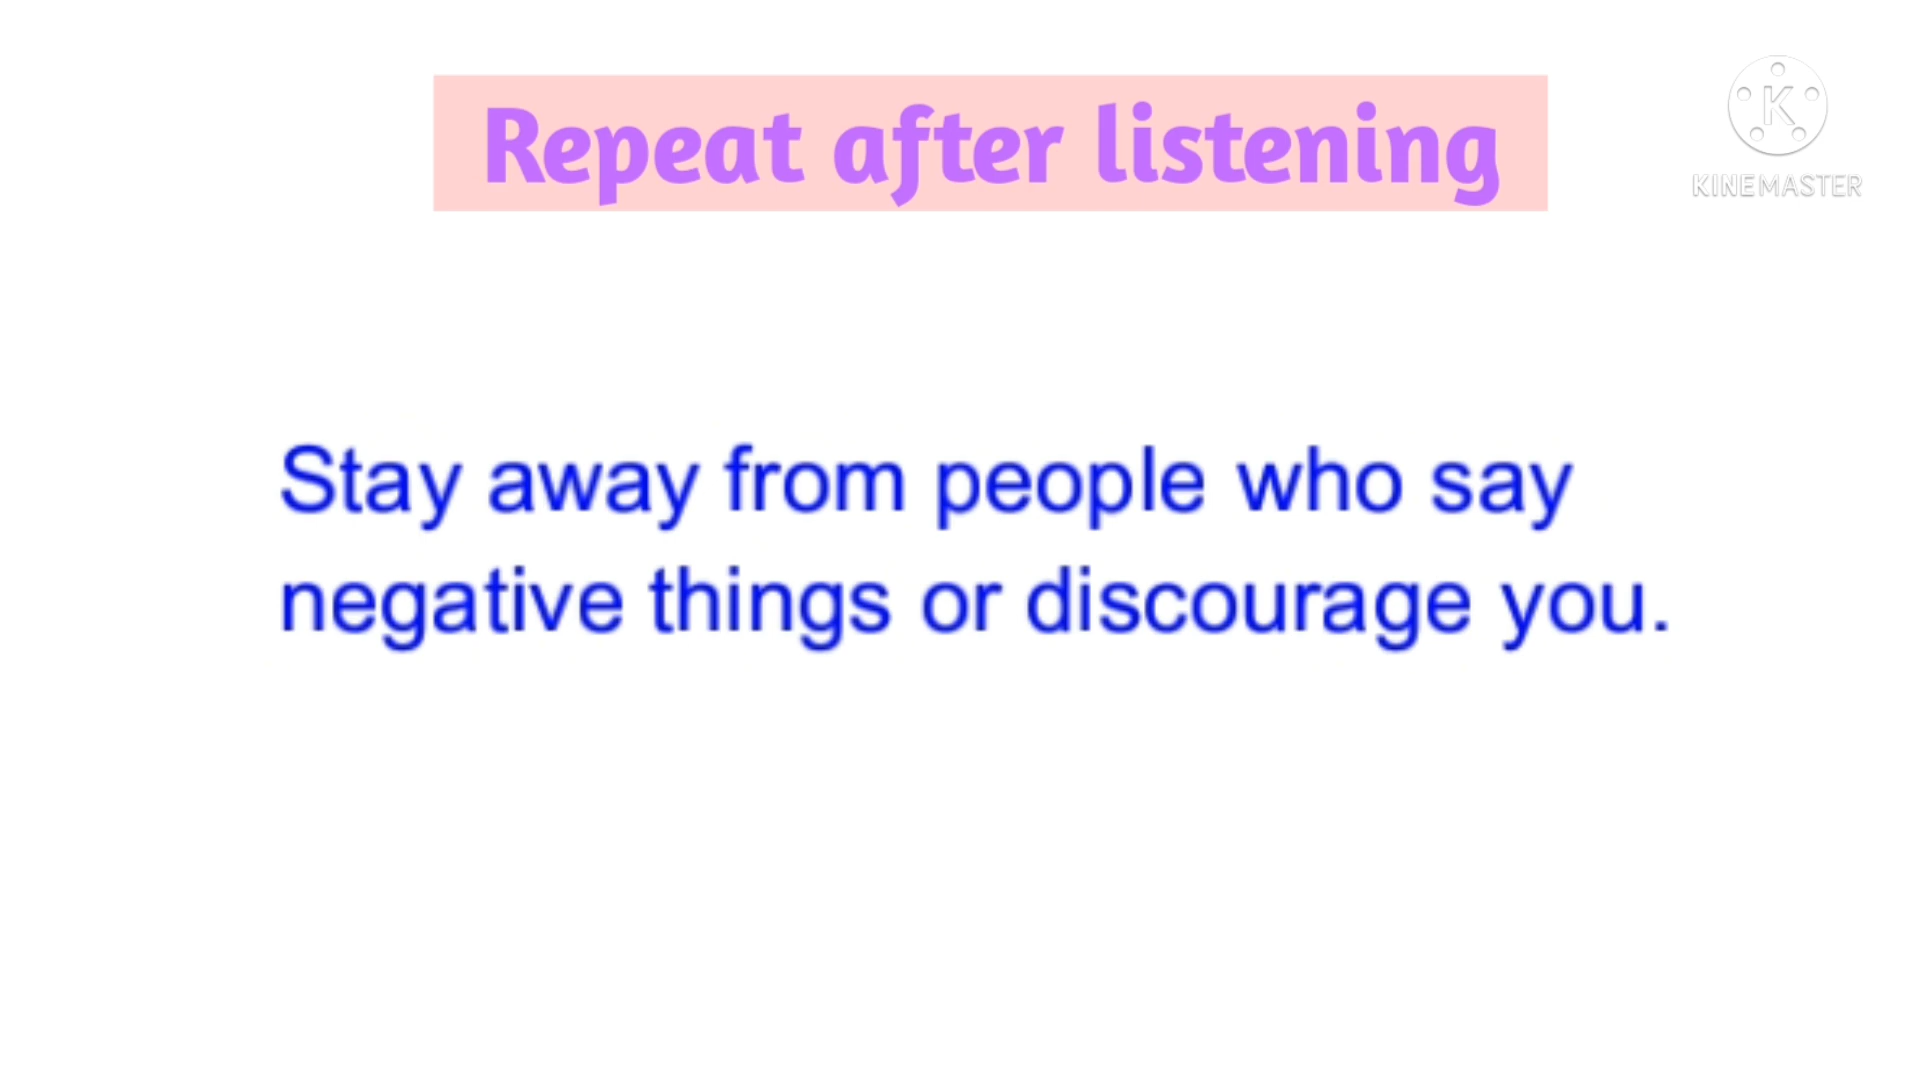 Repeat after listening
KINEMASTER
Stay away from people who say
negative things or discourage you.